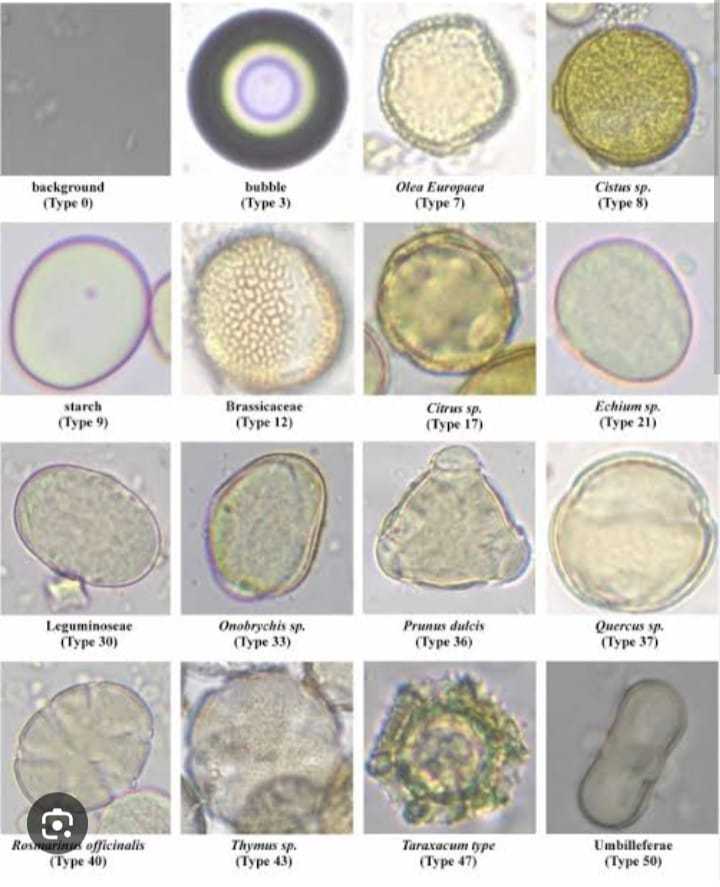 background bubble Olea Europaea Cistus sp.
(Type 0) (Type 3) (Type 7) (Type 8)
starch Brassicaceae Citrus sp. Echium sp.
(Type 9) (Type 12) (Type 17) (Type 21)
Leguminoseae Onobrychis sp. Prunus dulcis Quercus sp.
(Type 30) (Type 33) (Type 36) (Type 37)
Rosmarinus officinalis Thymus sp. Taraxacum type Umbilleferae
(Type 40) (Type 43) (Type 47) (Type 50)